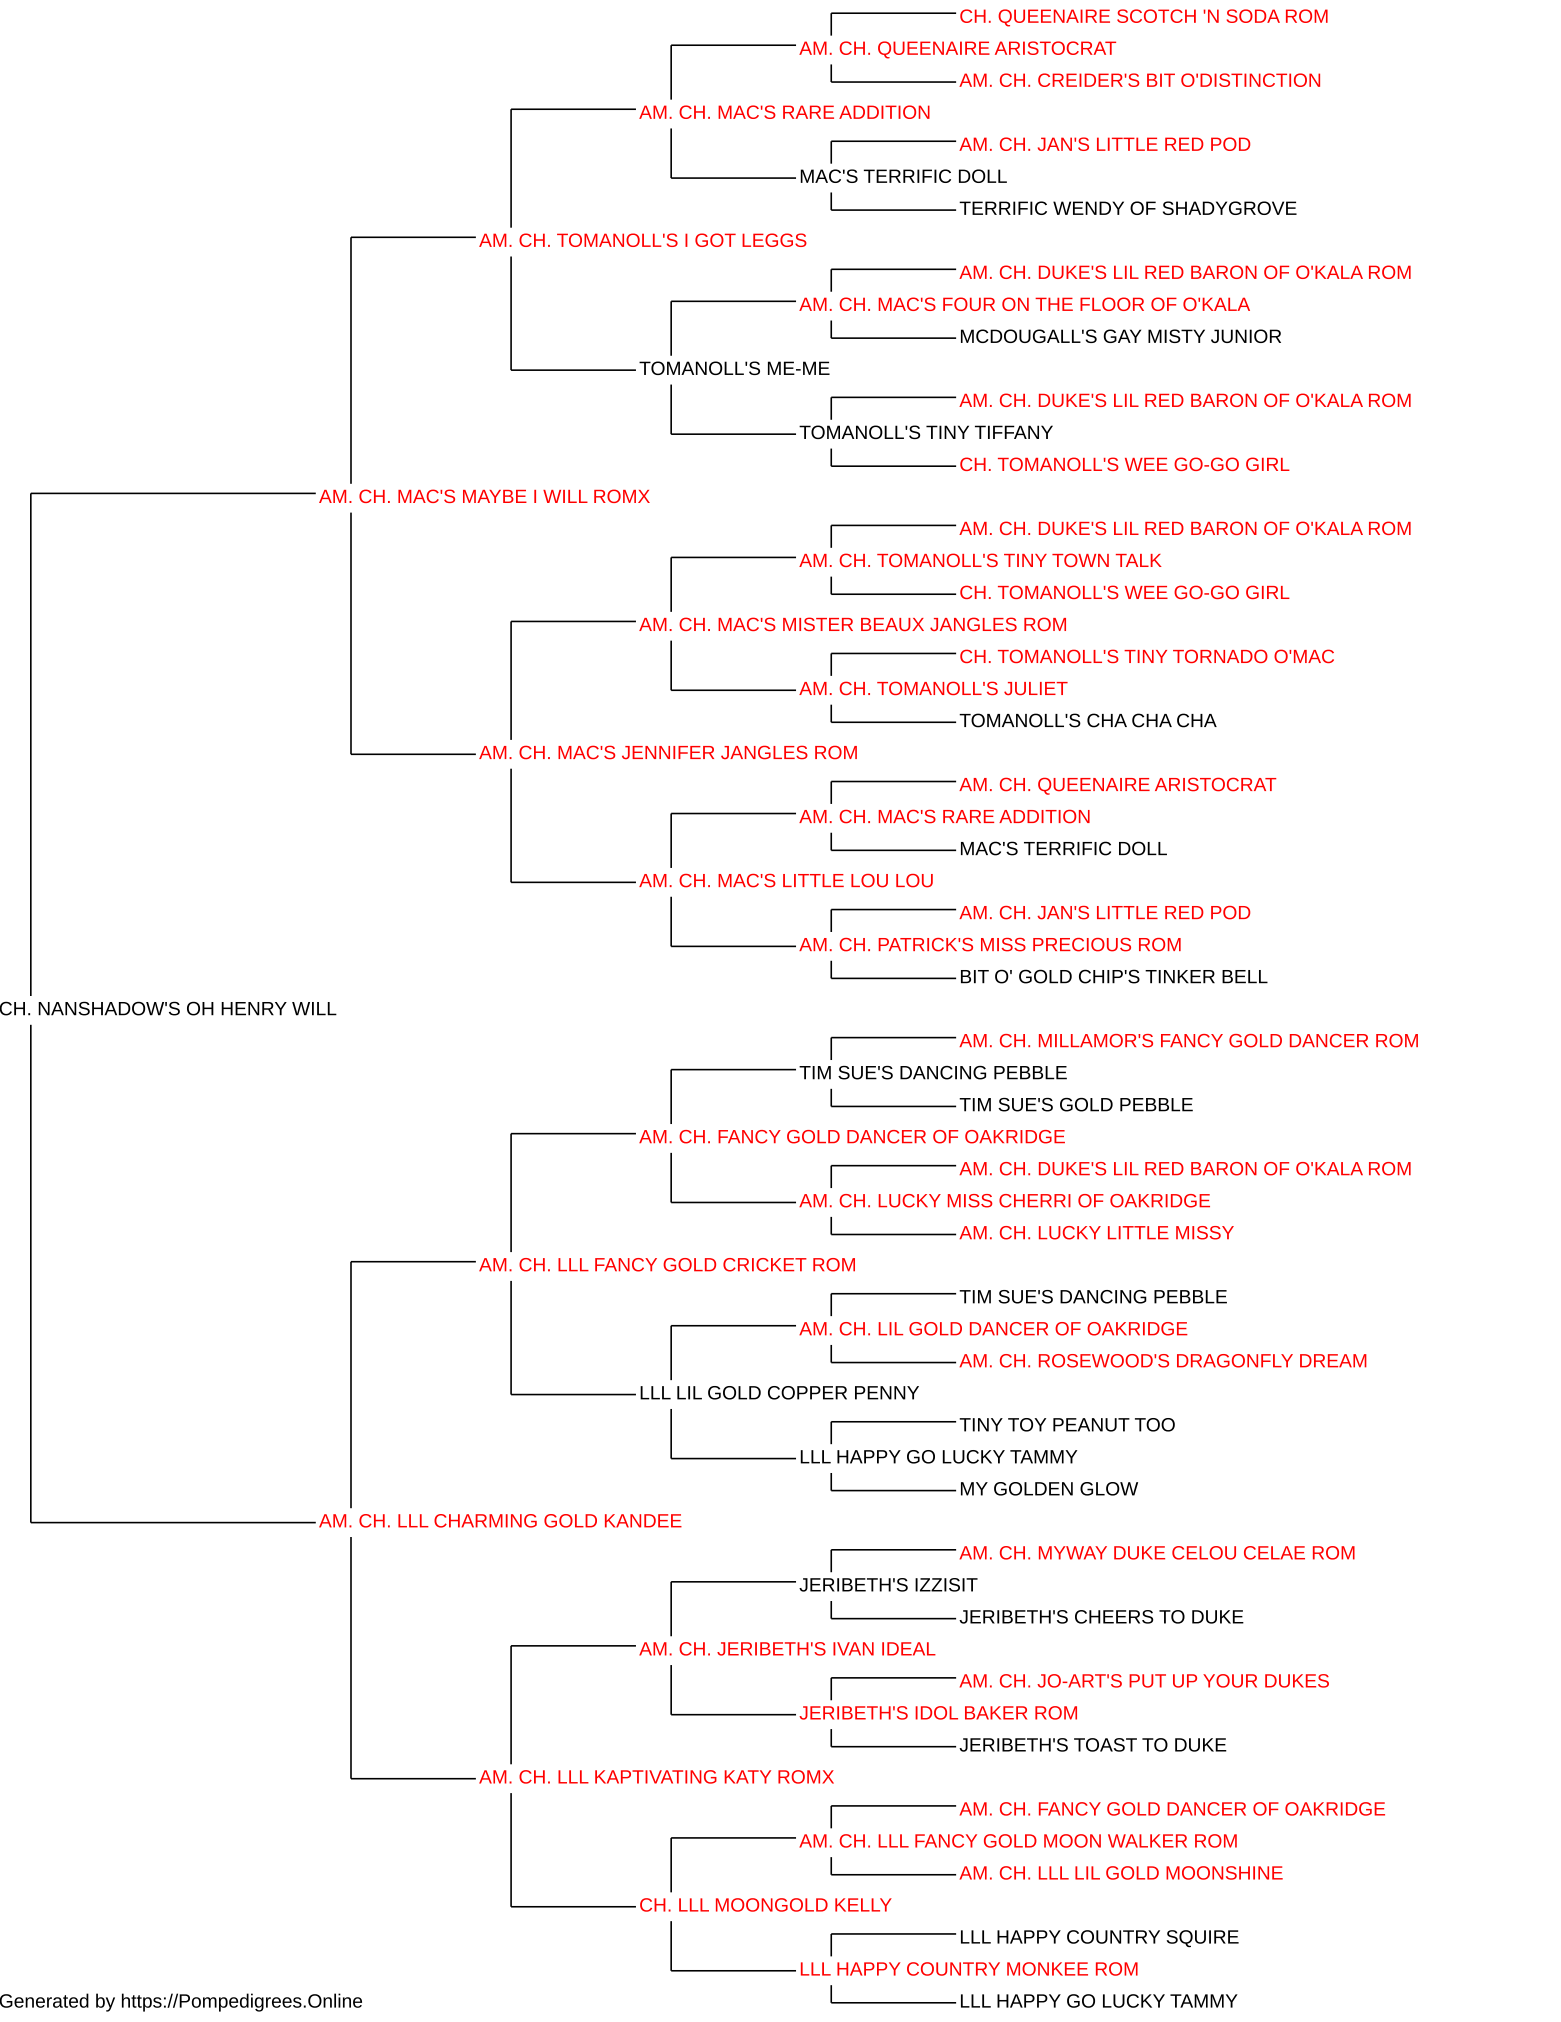 CH. QUEENAIRE SCOTCH 'N SODA ROM
AM. CH. QUEENAIRE ARISTOCRAT
AM. CH. CREIDER'S BIT O'DISTINCTION
AM. CH. MAC'S RARE ADDITION
AM. CH. JAN'S LITTLE RED POD
MAC'S TERRIFIC DOLL
TERRIFIC WENDY OF SHADYGROVE
AM. CH. TOMANOLL'S I GOT LEGGS
AM. CH. DUKE'S LIL RED BARON OF O'KALA ROM
AM. CH. MAC'S FOUR ON THE FLOOR OF O'KALA
MCDOUGALL'S GAY MISTY JUNIOR
TOMANOLL'S ME-ME
AM. CH. DUKE'S LIL RED BARON OF O'KALA ROM
TOMANOLL'S TINY TIFFANY
CH. TOMANOLL'S WEE GO-GO GIRL
AM. CH. MAC'S MAYBE I WILL ROMX
AM. CH. DUKE'S LIL RED BARON OF O'KALA ROM
AM. CH. TOMANOLL'S TINY TOWN TALK
CH. TOMANOLL'S WEE GO-GO GIRL
AM. CH. MAC'S MISTER BEAUX JANGLES ROM
CH. TOMANOLL'S TINY TORNADO O'MAC
AM. CH. TOMANOLL'S JULIET
TOMANOLL'S CHA CHA CHA
AM. CH. MAC'S JENNIFER JANGLES ROM
AM. CH. QUEENAIRE ARISTOCRAT
AM. CH. MAC'S RARE ADDITION
MAC'S TERRIFIC DOLL
AM. CH. MAC'S LITTLE LOU LOU
AM. CH. JAN'S LITTLE RED POD
AM. CH. PATRICK'S MISS PRECIOUS ROM
BIT O' GOLD CHIP'S TINKER BELL
CH. NANSHADOW'S OH HENRY WILL
AM. CH. MILLAMOR'S FANCY GOLD DANCER ROM
TIM SUE'S DANCING PEBBLE
TIM SUE'S GOLD PEBBLE
AM. CH. FANCY GOLD DANCER OF OAKRIDGE
AM. CH. DUKE'S LIL RED BARON OF O'KALA ROM
AM. CH. LUCKY MISS CHERRI OF OAKRIDGE
AM. CH. LUCKY LITTLE MISSY
AM. CH. LLL FANCY GOLD CRICKET ROM
TIM SUE'S DANCING PEBBLE
AM. CH. LIL GOLD DANCER OF OAKRIDGE
AM. CH. ROSEWOOD'S DRAGONFLY DREAM
LLL LIL GOLD COPPER PENNY
TINY TOY PEANUT TOO
LLL HAPPY GO LUCKY TAMMY
MY GOLDEN GLOW
AM. CH. LLL CHARMING GOLD KANDEE
AM. CH. MYWAY DUKE CELOU CELAE ROM
JERIBETH'S IZZISIT
JERIBETH'S CHEERS TO DUKE
AM. CH. JERIBETH'S IVAN IDEAL
AM. CH. JO-ART'S PUT UP YOUR DUKES
JERIBETH'S IDOL BAKER ROM
JERIBETH'S TOAST TO DUKE
AM. CH. LLL KAPTIVATING KATY ROMX
AM. CH. FANCY GOLD DANCER OF OAKRIDGE
AM. CH. LLL FANCY GOLD MOON WALKER ROM
AM. CH. LLL LIL GOLD MOONSHINE
CH. LLL MOONGOLD KELLY
LLL HAPPY COUNTRY SQUIRE
LLL HAPPY COUNTRY MONKEE ROM
LLL HAPPY GO LUCKY TAMMY
Generated by https://Pompedigrees.Online